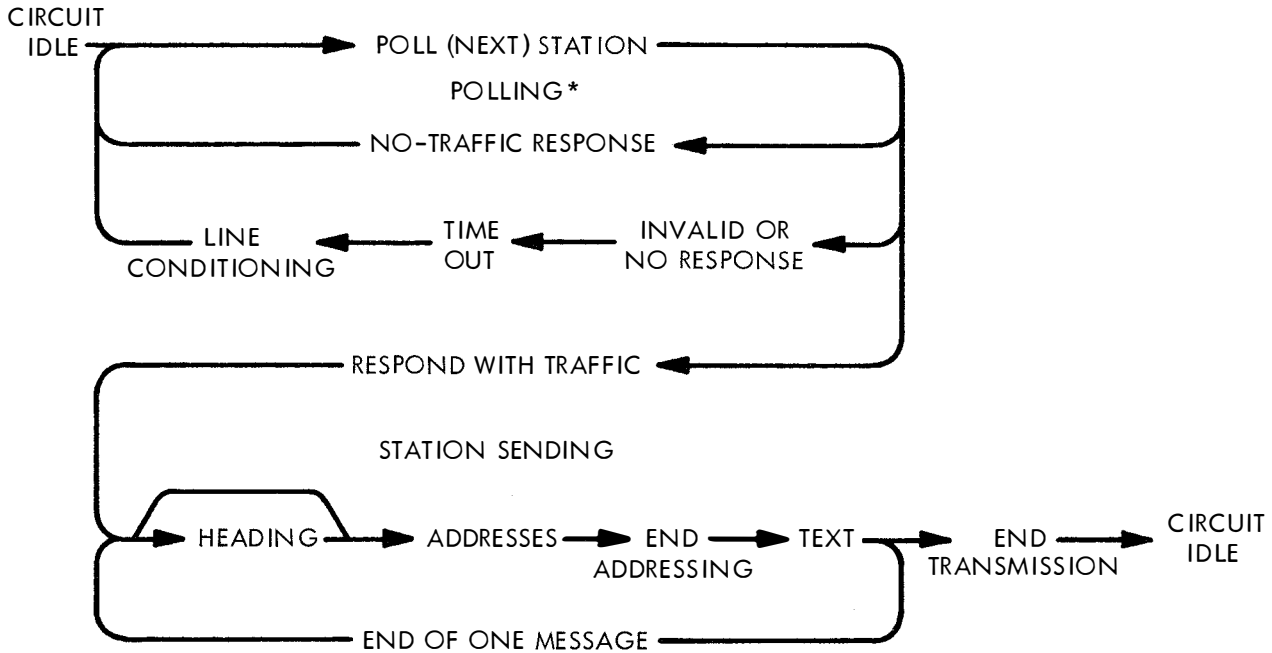 CIRCUIT
IDLE
POLL (NEXT) STATION
POLLING*
NO-TRAFFIC RESPONSE
LINE
CONDITIONING
TIME
OUT
INVALID OR
NO RESPONSE
RESPOND WITH TRAFFIC
STATION SENDING
HEADING
ADDRESSES
END
ADDRESSING
TEXT
END
TRANSMISSION
CIRCUIT
IDLE
END OF ONE MESSAGE